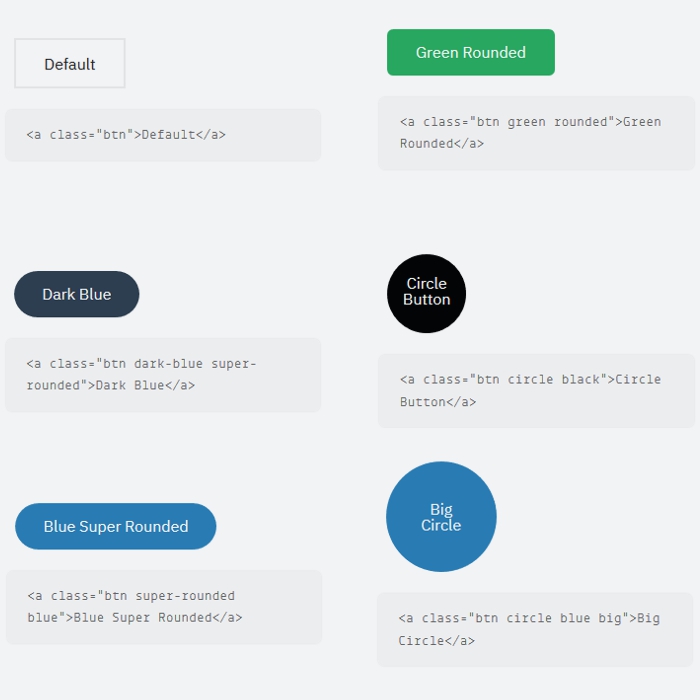 Default
<a class="btn">Default</a>
Green Rounded
<a class="btn green rounded">Green
Rounded</a>
Dark Blue
<a class="btn dark-blue super-
rounded">Dark Blue</a>
Circle
Button
<a class="btn circle black">Circle
Button</a>
Blue Super Rounded
<a class="btn super-rounded
blue">Blue Super Rounded</a>
Big
Circle
<a class="btn circle blue big">Big
Circle</a>